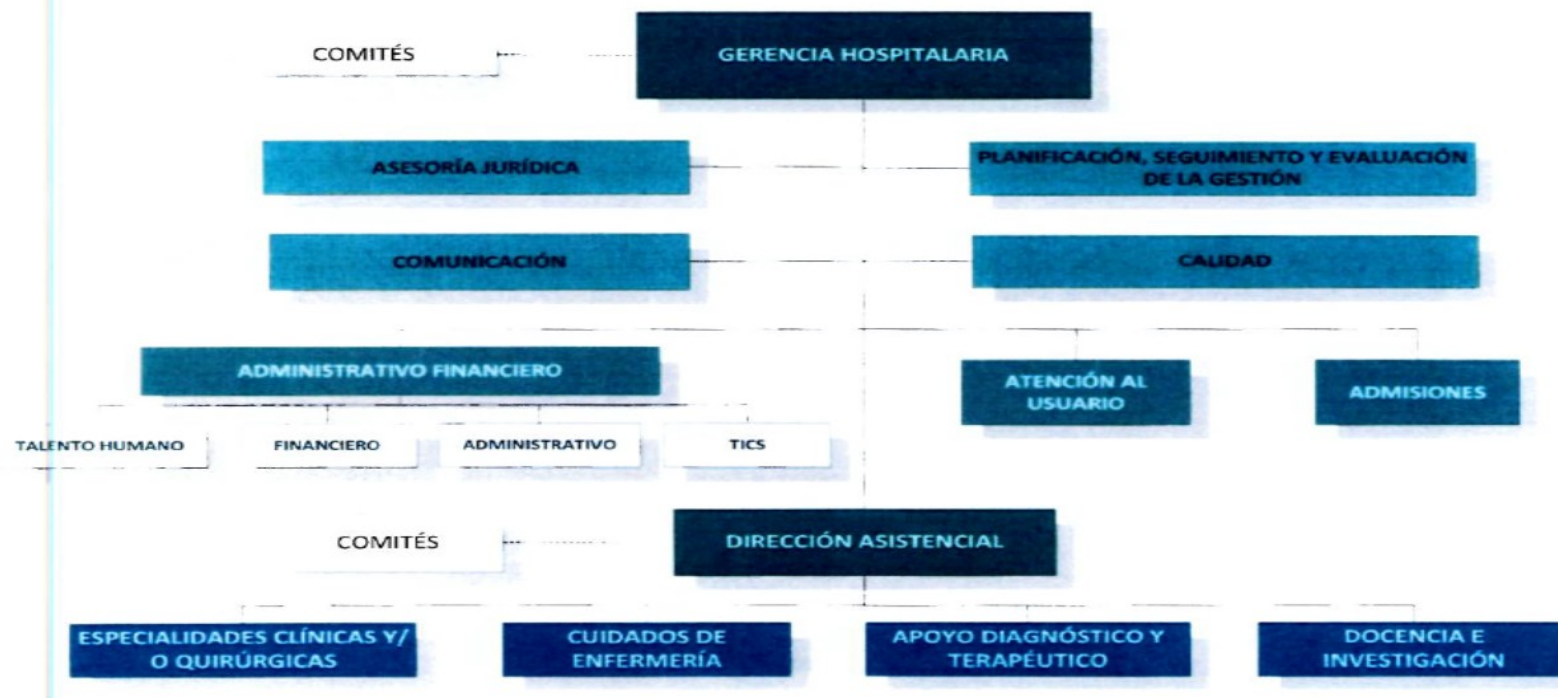 COMITÉS
GERENCIA HOSPITALARIA
ASESORÍA JURÍDICA
PLANIFICACIÓN, SEGUIMIENTO Y EVALUACIÓN
DE LA GESTIÓN
COMUNICACIÓN
CALIDAD
ADMINISTRATIVO FINANCIERO
ATENCIÓN AL
USUARIO
ADMISIONES
TALENTO HUMANO
FINANCIERO
ADMINISTRATIVO
TICS
COMITÉS
DIRECCIÓN ASISTENCIAL
ESPECIALIDADES CLÍNICAS Y/
O QUIRÚRGICAS
CUIDADOS DE
ENFERMERÍA
APOYO DIAGNÓSTICO Y
TERAPÉUTICO
DOCENCIA E
INVESTIGACIÓN